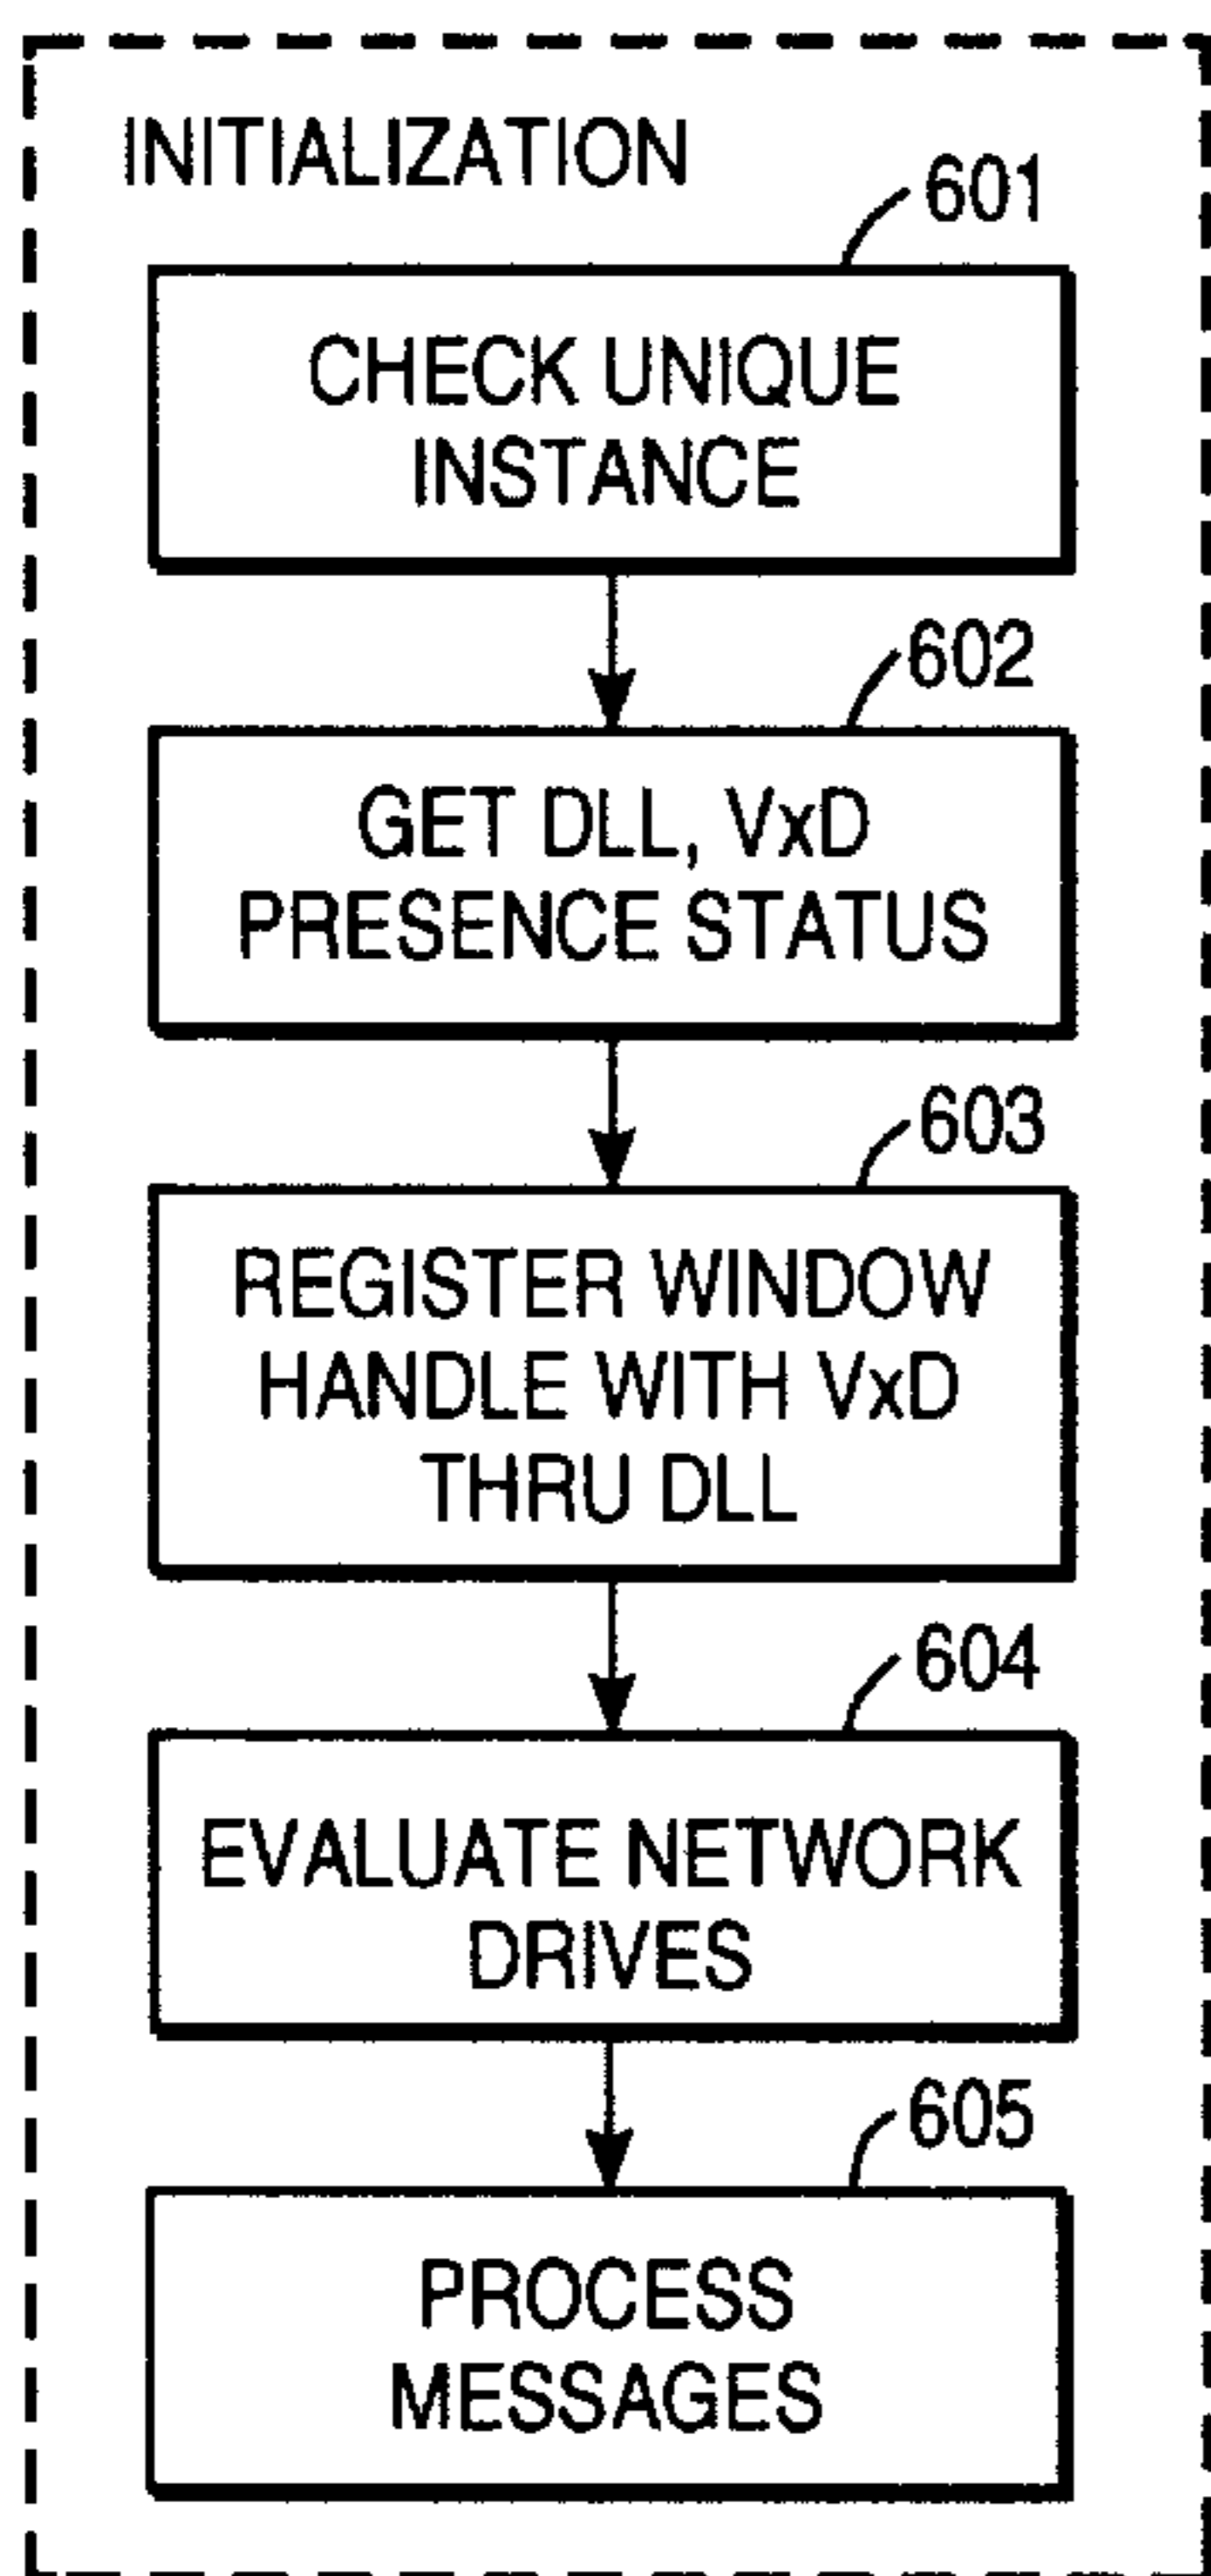 INITIALIZATION
601
CHECK UNIQUE
INSTANCE
602
GET DLL, VxD
PRESENCE STATUS
603
REGISTER WINDOW
HANDLE WITH VxD
THRU DLL
604
EVALUATE NETWORK
DRIVES
605
PROCESS
MESSAGES